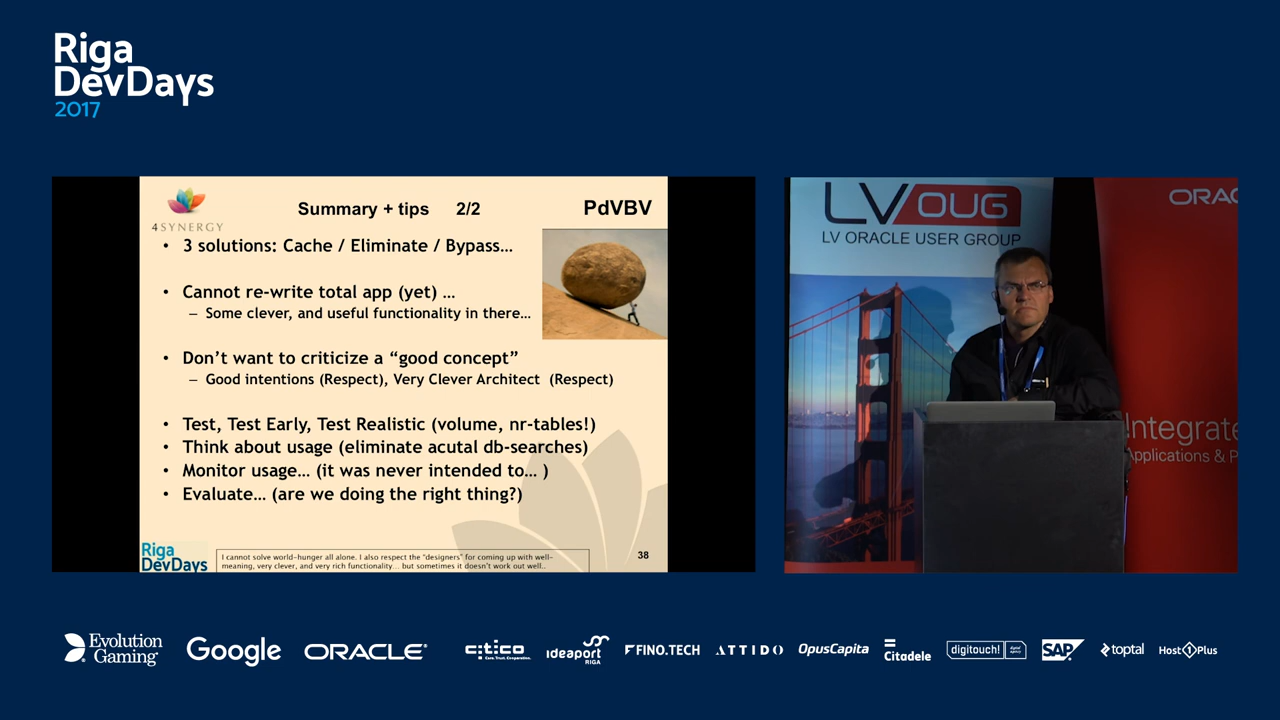 Riga
DevDays
2017
4SYNERGY
Summary + tips 2/2
PdVBV
• 3 solutions: Cache / Eliminate / Bypass…
• Cannot re-write total app (yet) …
– Some clever, and useful functionality in there…
• Don't want to criticize a “good concept”
– Good intentions (Respect), Very Clever Architect (Respect)
• Test, Test Early, Test Realistic (volume, nr-tables!)
• Think about usage (eliminate acutal db-searches)
• Monitor usage… (it was never intended to… )
• Evaluate… (are we doing the right thing?)
Riga
DevDays
I cannot solve world-hunger all alone. I also respect the "designers" for coming up with well-
meaning, very clever, and very rich functionality... but sometimes it doesn't work out well..
38
LVOUG
LV ORACLE USER GROUP
ORAC
Integrate
Applications & P
Evolution
Gaming
Google
ORACLE
citico
Care. Trust. Cooperation.
ideaport
RIGA
FINO.TECH
ATTIDO
OpusCapita
Citadele
digitouch!
SAP
toptal
Host1Plus